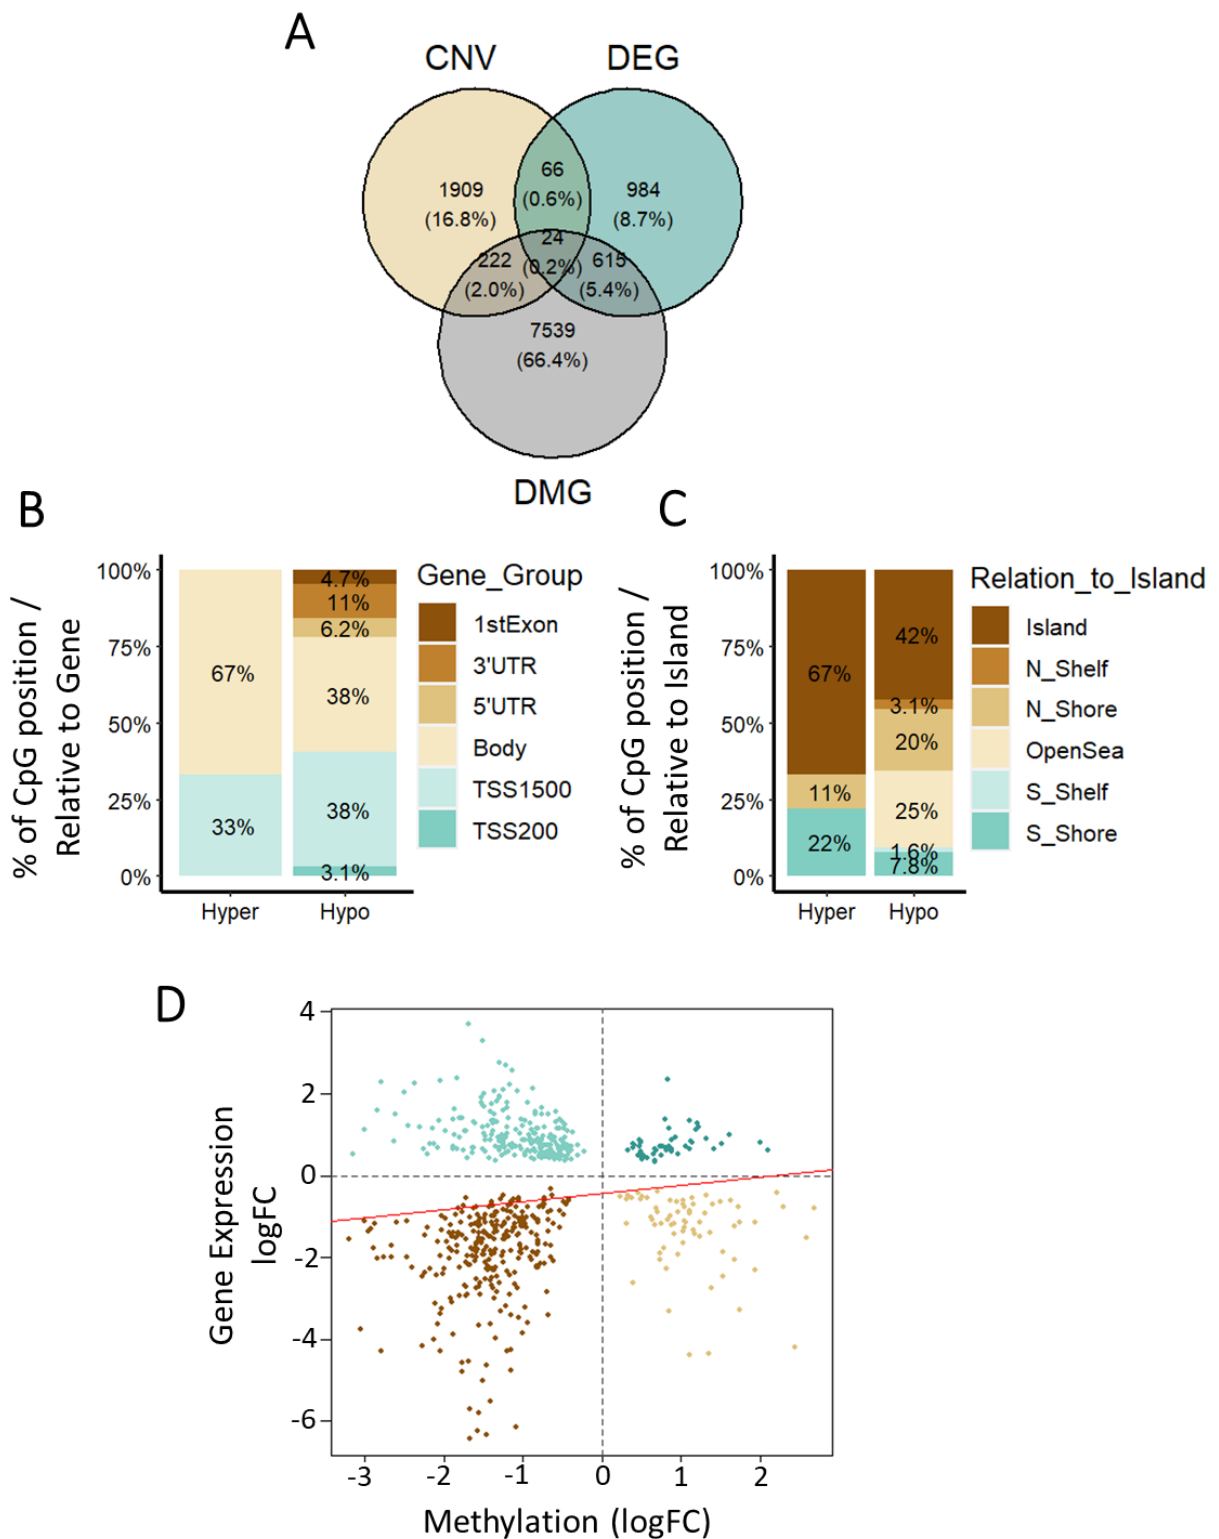 A
CNV
DEG
66
(0.6%)
1909
(16.8%)
984
(8.7%)
24
(0.2%)
222
(2.0%)
615
(5.4%)
7539
(66.4%)
DMG
B
% of CpG position /
Relative to Gene
100%
75%
50%
25%
0%
67%
33%
4.7%
11%
6.2%
38%
38%
3.1%
Hyper
Hypo
Gene_Group
1stExon
3'UTR
5'UTR
Body
TSS1500
TSS200
C
% of CpG position /
Relative to Island
100%
75%
50%
25%
0%
67%
11%
22%
42%
3.1%
20%
25%
1.6%
7.8%
Hyper
Hypo
Relation_to_Island
Island
N_Shelf
N_Shore
OpenSea
S_Shelf
S_Shore
D
Gene Expression
logFC
4
2
0
-2
-4
-6
-3
-2
-1
0
1
2
Methylation (logFC)